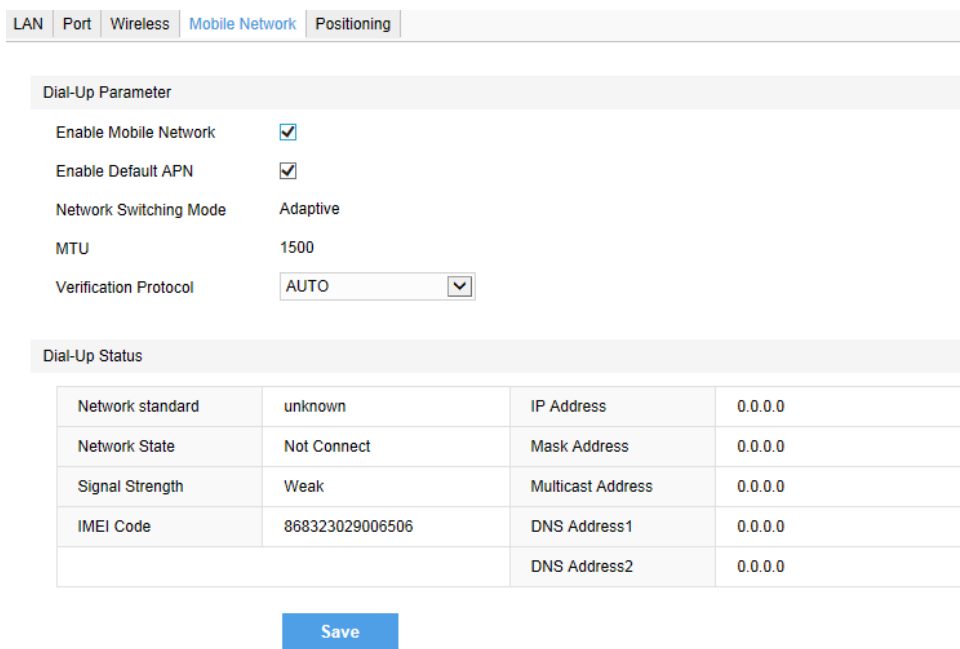 LAN Port Wireless Mobile Network Positioning
Dial-Up Parameter
Enable Mobile Network
Enable Default APN
Network Switching Mode Adaptive
MTU 1500
Verification Protocol AUTO
Dial-Up Status
Network standard unknown IP Address 0.0.0.0
Network State Not Connect Mask Address 0.0.0.0
Signal Strength Weak Multicast Address 0.0.0.0
IMEI Code 868323029006506 DNS Address1 0.0.0.0
DNS Address2 0.0.0.0
Save